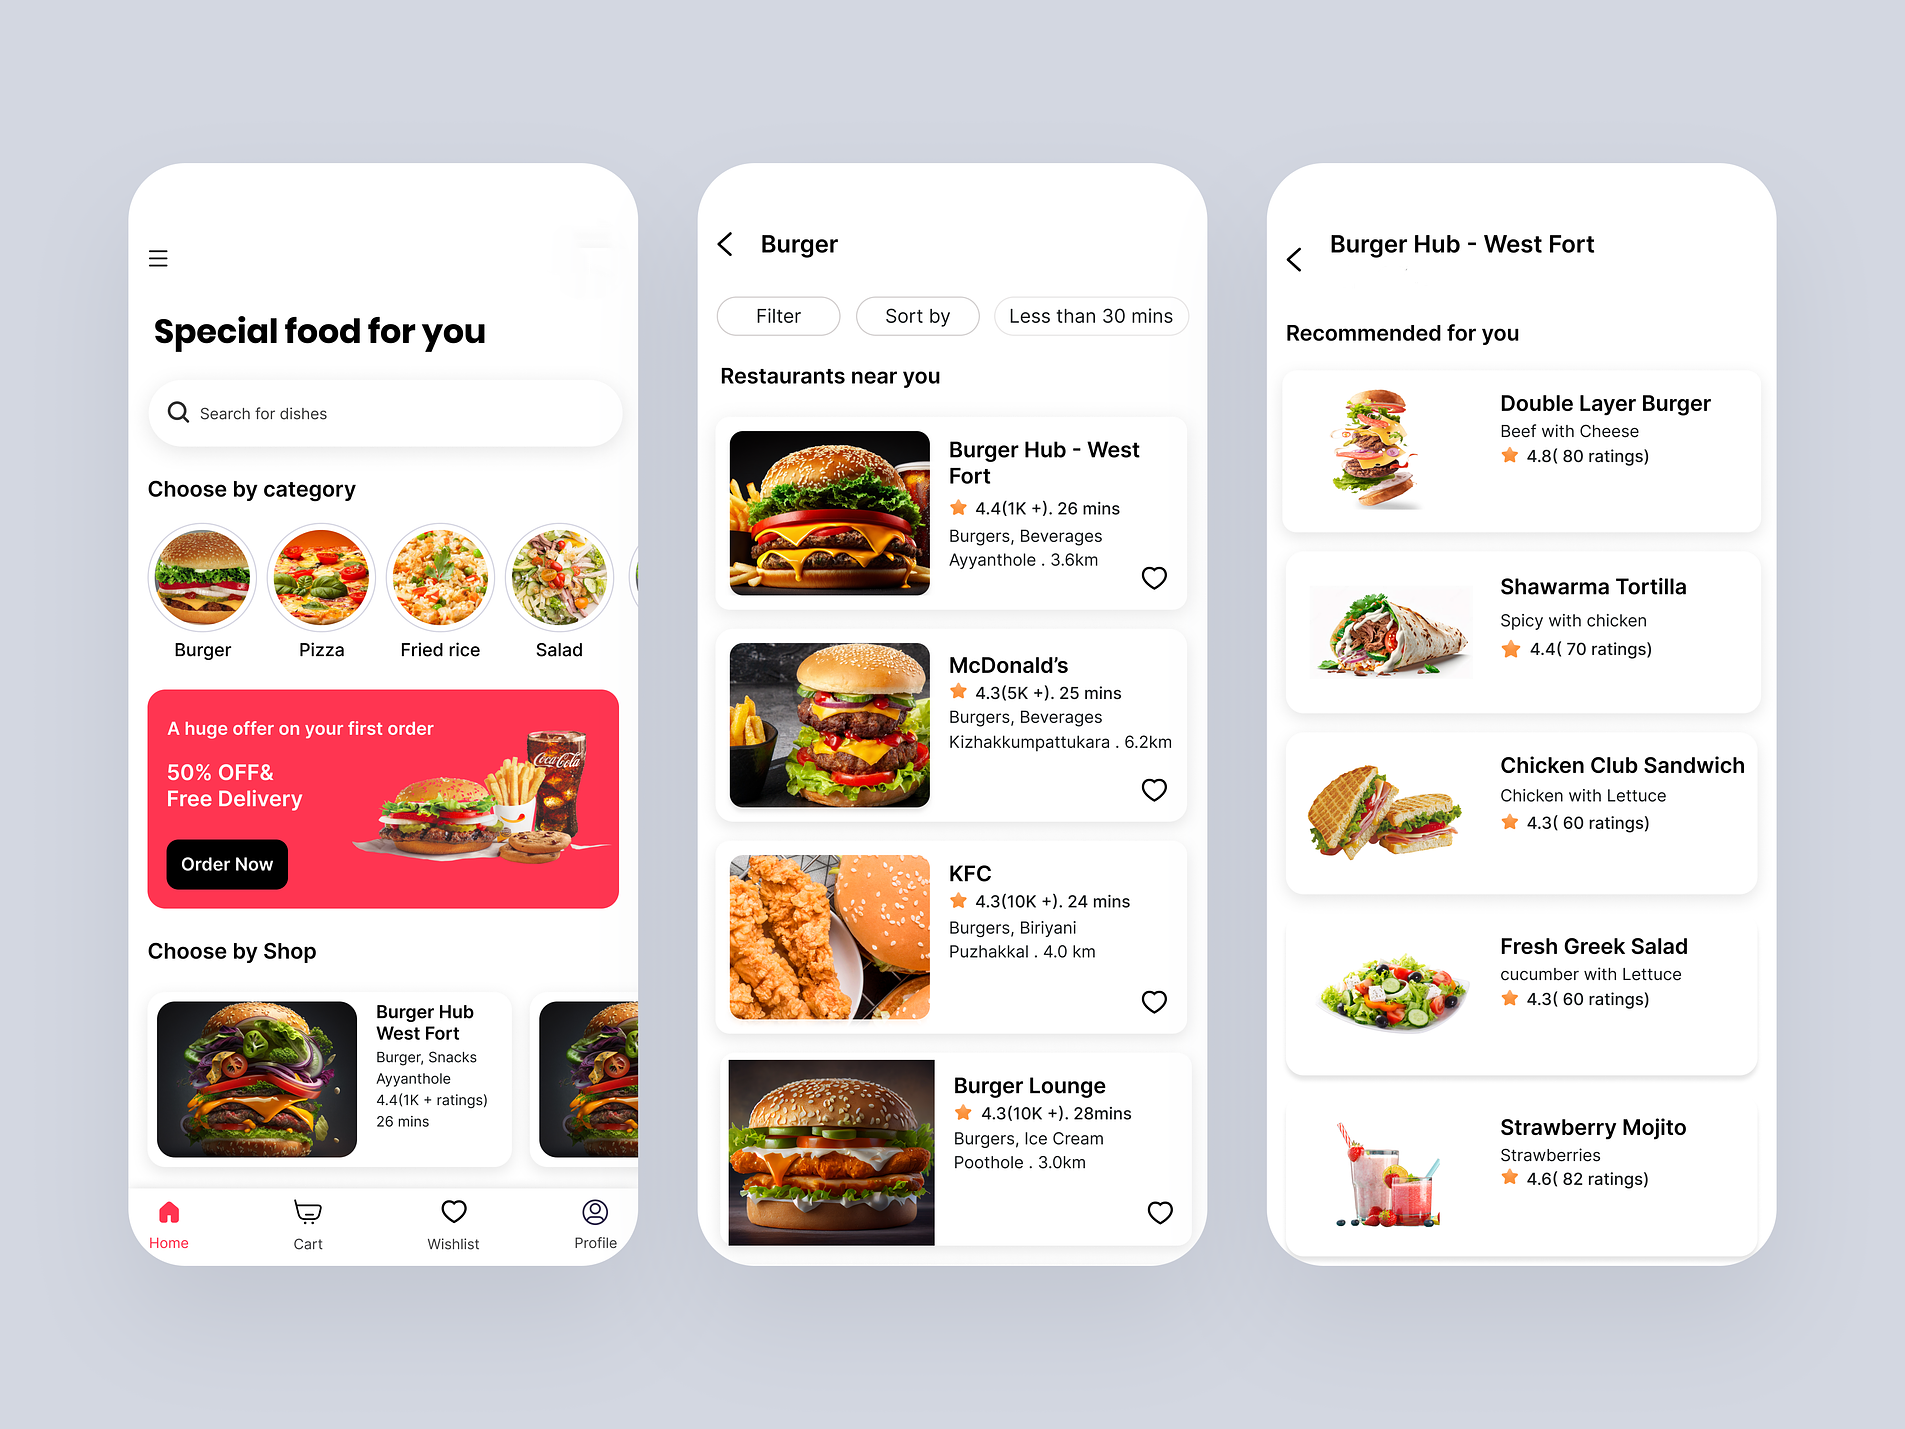 Special food for you
Search for dishes
Choose by category
Burger
Pizza
Fried rice
Salad
A huge offer on your first order
50% OFF&
Free Delivery
Coca-Cola
Order Now
Choose by Shop
Burger Hub
West Fort
Burger, Snacks
Ayyanthole
4.4(1K + ratings)
26 mins
Home
Cart
Wishlist
Profile
Burger
Filter
Sort by
Less than 30 mins
Restaurants near you
Burger Hub - West
Fort
4.4(1K +). 26 mins
Burgers, Beverages
Ayyanthole . 3.6km
McDonald's
4.3(5K +). 25 mins
Burgers, Beverages
Kizhakkumpattukara . 6.2km
KFC
4.3(10K +). 24 mins
Burgers, Biriyani
Puzhakkal . 4.0 km
Burger Lounge
4.3(10K +). 28mins
Burgers, Ice Cream
Poothole . 3.0km
Burger Hub - West Fort
Recommended for you
Double Layer Burger
Beef with Cheese
4.8( 80 ratings)
Shawarma Tortilla
Spicy with chicken
4.4( 70 ratings)
Chicken Club Sandwich
Chicken with Lettuce
4.3( 60 ratings)
Fresh Greek Salad
cucumber with Lettuce
4.3( 60 ratings)
Strawberry Mojito
Strawberries
4.6( 82 ratings)